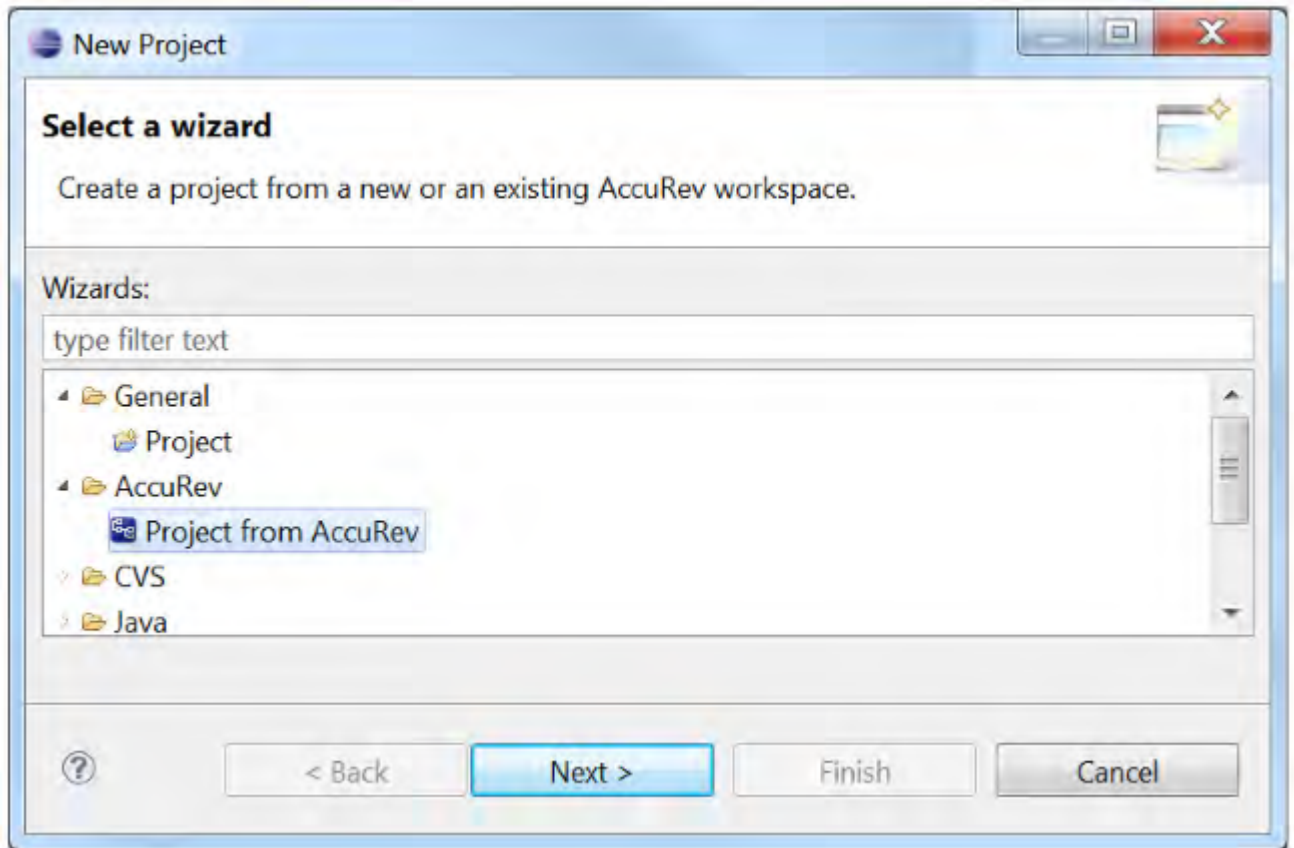 New Project
Select a wizard
Create a project from a new or an existing AccuRev workspace.
Wizards:
type filter text
General
Project
AccuRev
Project from AccuRev
CVS
Java
?
< Back
Next >
Finish
Cancel